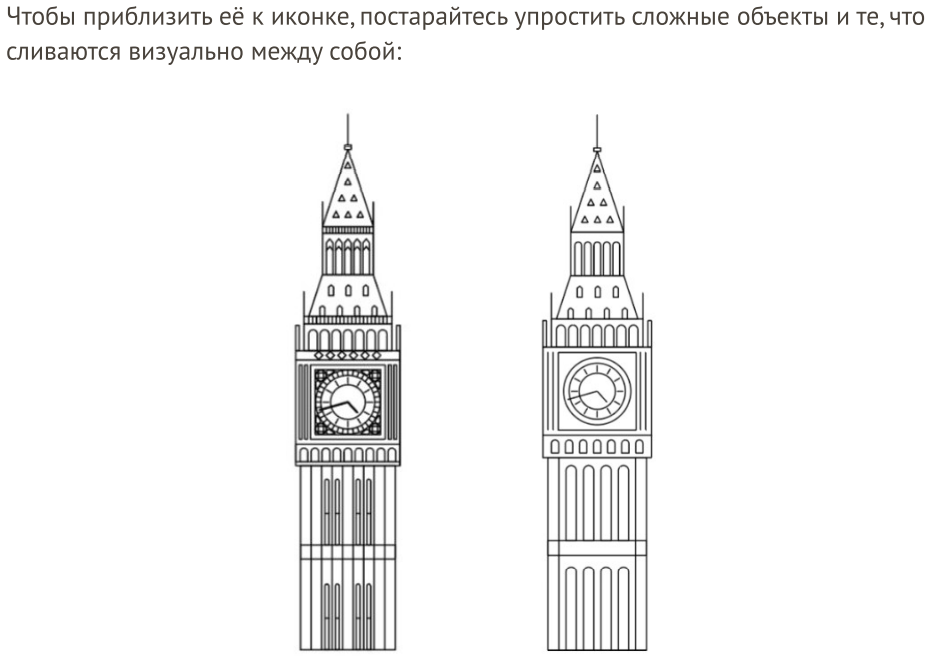 Чтобы приблизить её к иконке, постарайтесь упростить сложные объекты и те, что
сливаются визуально между собой: